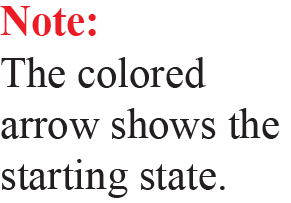 Note:
The colored
arrow shows the
starting state.